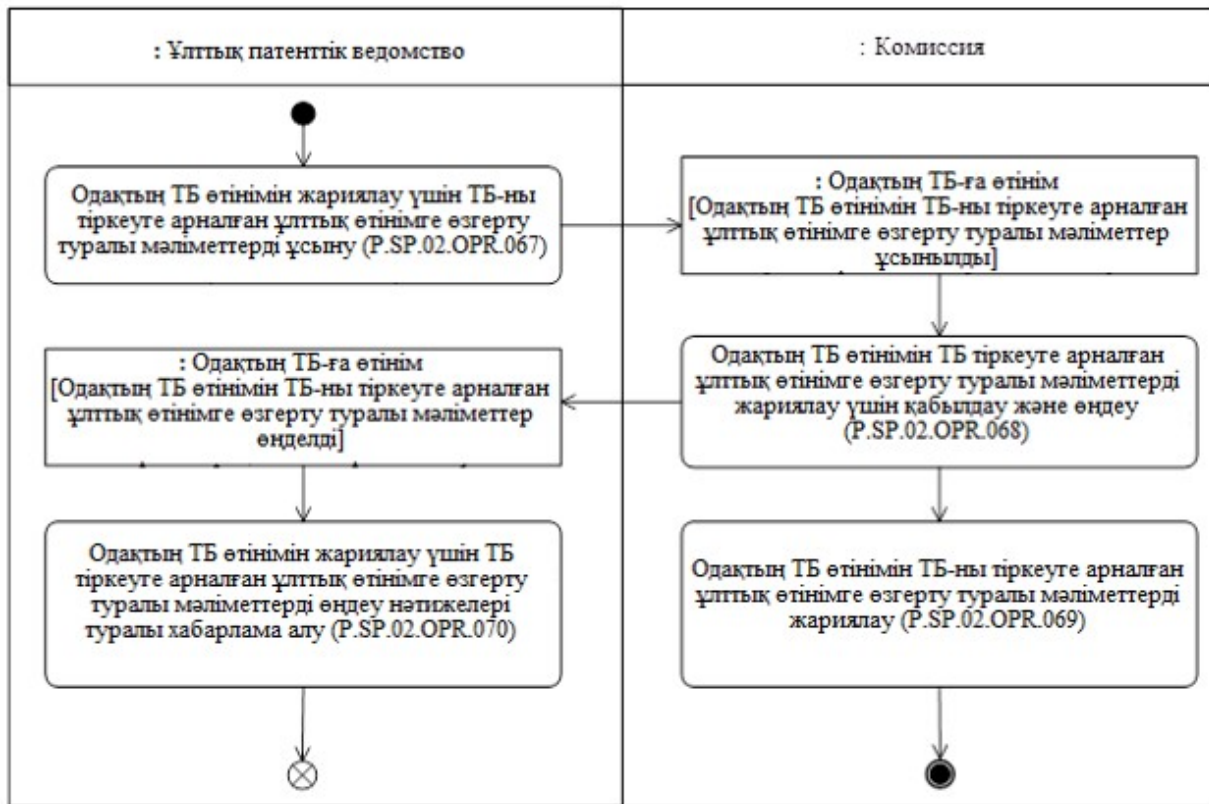 : Ұлттық патенттік ведомство
: Комиссия
Одақтың ТБ өтінімін жариялау үшін ТБ-ны
тіркеуге арналған ұлттық өтінімге өзгерту
туралы мәліметтерді ұсыну (P.SP.02.OPR.067)
: Одақтың ТБ-ға өтінім
[Одақтың ТБ өтінімін ТБ-ны тіркеуге арналған
ұлттық өтінімге өзгерту туралы мәліметтер
ұсынылды]
Одақтың ТБ өтінімін ТБ тіркеуге арналған
ұлттық өтінімге өзгерту туралы мәліметтерді
жариялау үшін қабылдау және өңдеу
(P.SP.02.OPR.068)
: Одақтың ТБ-ға өтінім
[Одақтың ТБ өтінімін ТБ-ны тіркеуге арналған
ұлттық өтінімге өзгерту туралы мәліметтер
өңделді]
Одақтың ТБ өтінімін жариялау үшін ТБ
тіркеуге арналған ұлттық өтінімге өзгерту
туралы мәліметтерді өңдеу нәтижелері
туралы хабарлама алу (P.SP.02.OPR.070)
Одақтың ТБ өтінімін ТБ-ны тіркеуге арналған
ұлттық өтінімге өзгерту туралы мәліметтерді
жариялау (P.SP.02.OPR.069)